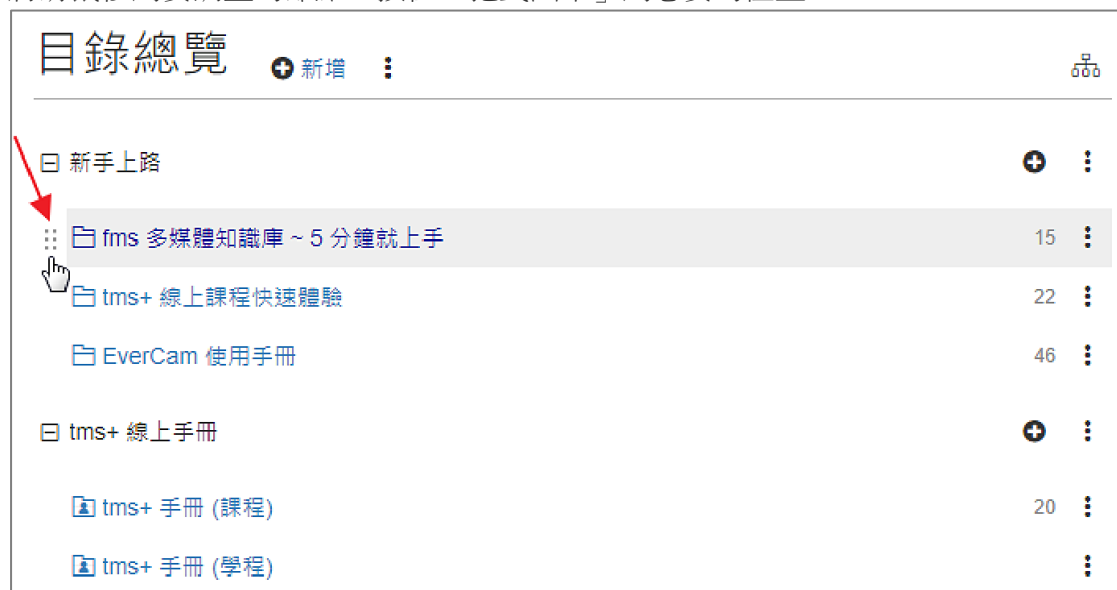 目錄總覽 新增
新手上路
fms 多媒體知識庫 ~ 5 分鐘就上手 15
tms+ 線上課程快速體驗 22
EverCam 使用手冊 46
tms+ 線上手冊
tms+ 手冊 (課程) 20
tms+ 手冊 (學程)